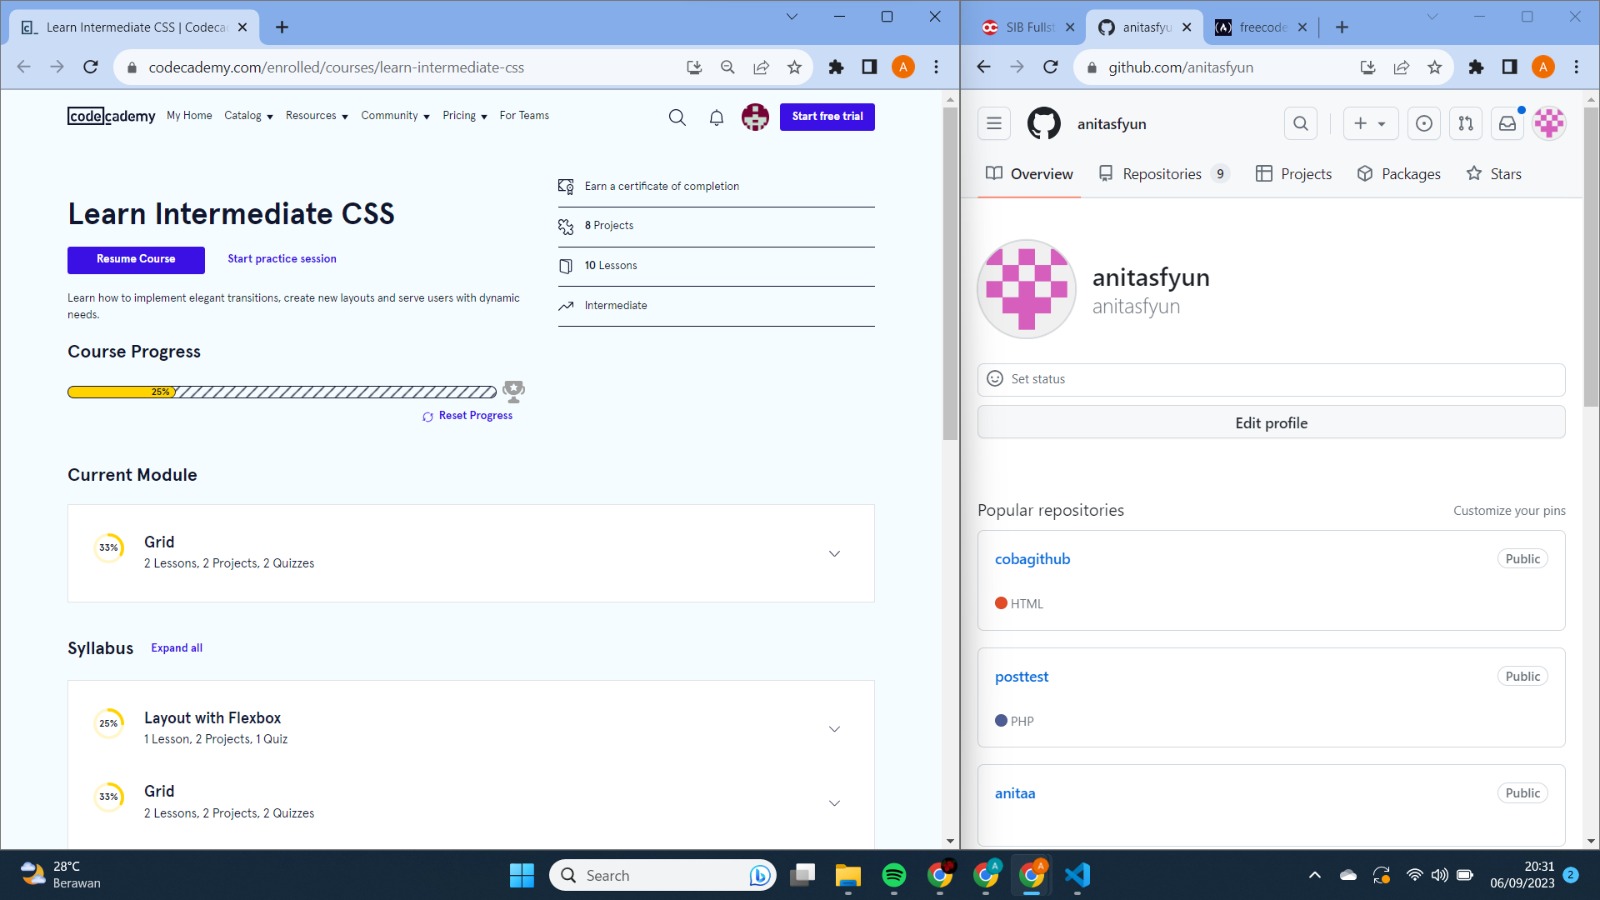 Learn Intermediate CSS | Codeca
codecademy.com/enrolled/courses/learn-intermediate-css
codecademy
My Home
Catalog
Resources
Community
Pricing
For Teams
Start free trial
Learn Intermediate CSS
Resume Course
Start practice session
Learn how to implement elegant transitions, create new layouts and serve users with dynamic
needs.
Earn a certificate of completion
8 Projects
10 Lessons
Intermediate
Course Progress
25%
Reset Progress
Current Module
33%
Grid
2 Lessons, 2 Projects, 2 Quizzes
Syllabus
Expand all
25%
Layout with Flexbox
1 Lesson, 2 Projects, 1 Quiz
33%
Grid
2 Lessons, 2 Projects, 2 Quizzes
SIB Fullst
anitasfyu
freecode
A
github.com/anitasfyun
A
anitasfyun
Overview
Repositories 9
Projects
Packages
Stars
anitasfyun
anitasfyun
Set status
Edit profile
Popular repositories
Customize your pins
cobagithub
Public
HTML
posttest
Public
PHP
anitaa
Public
28°C
Berawan
Search
A
A
20:31
06/09/2023
2